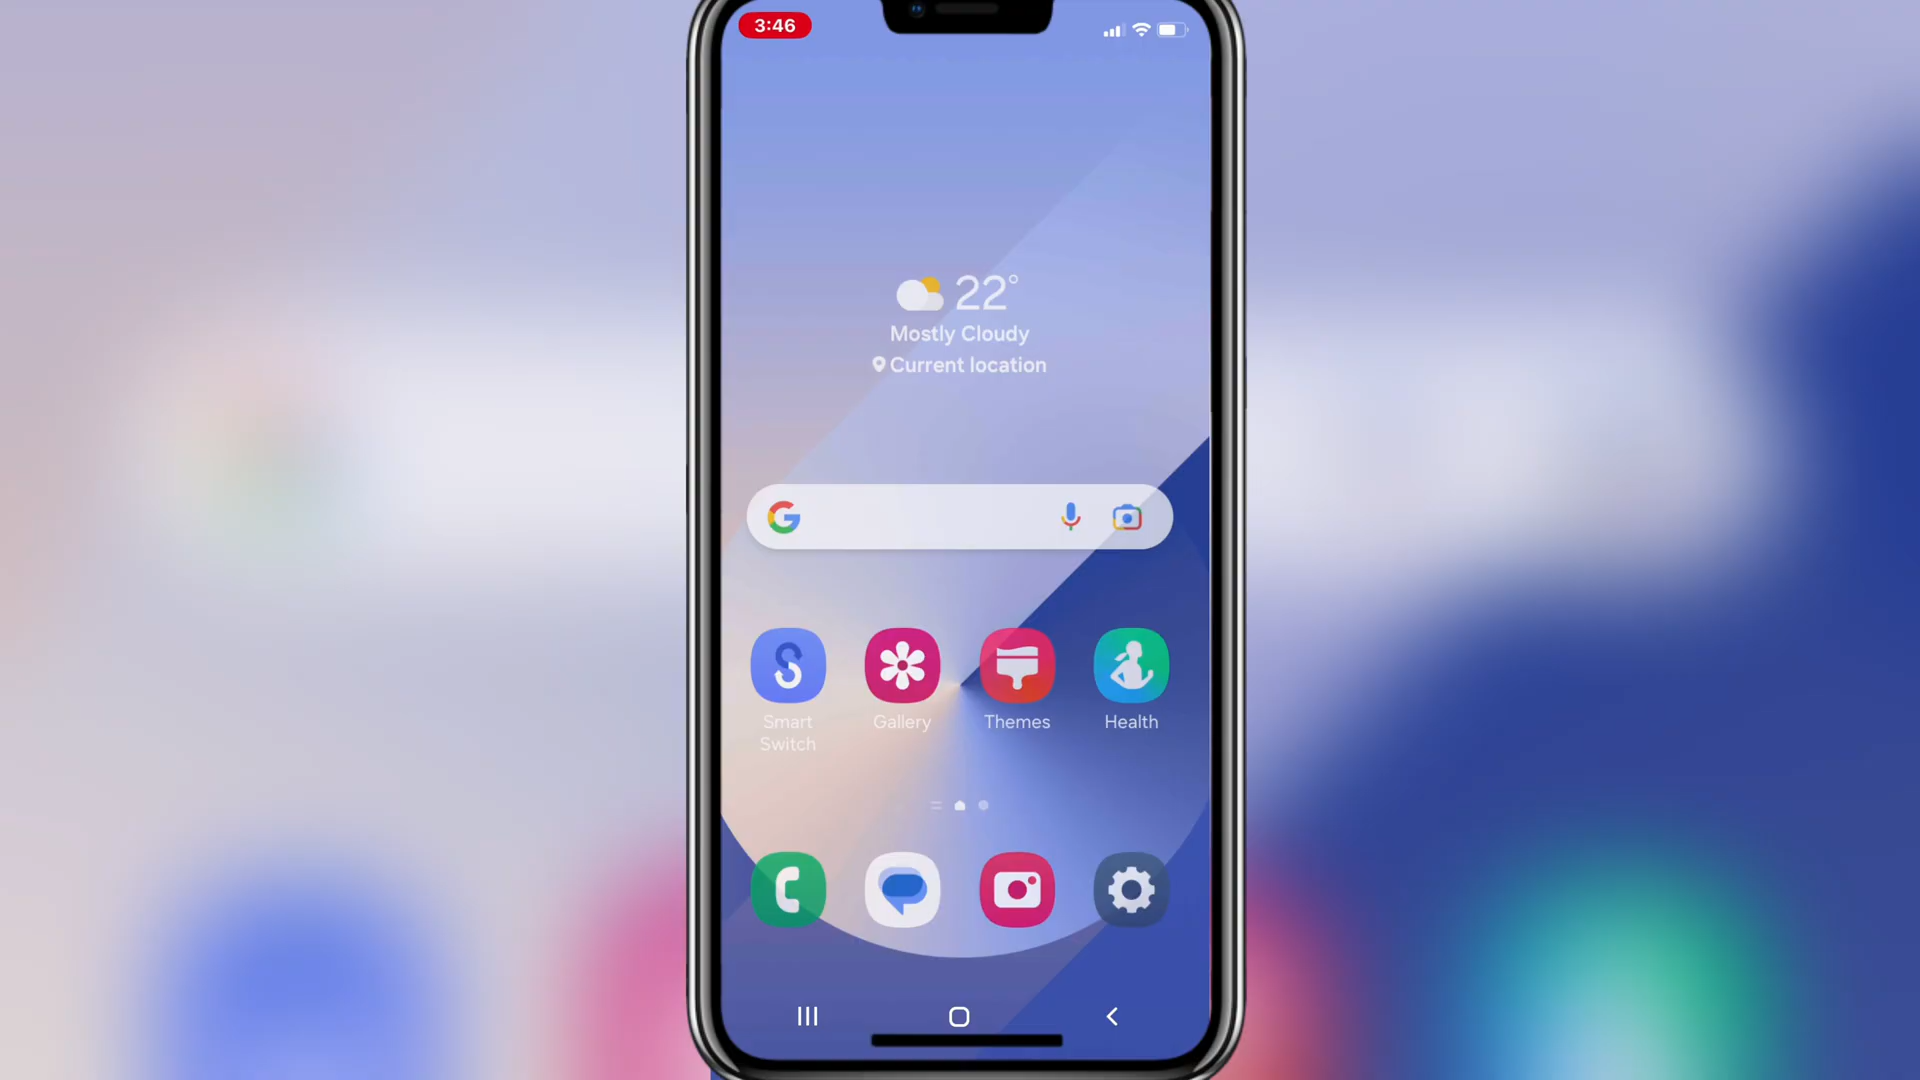 3:46
22°
Mostly Cloudy
Current location
Smart
Switch
Gallery
Themes
Health